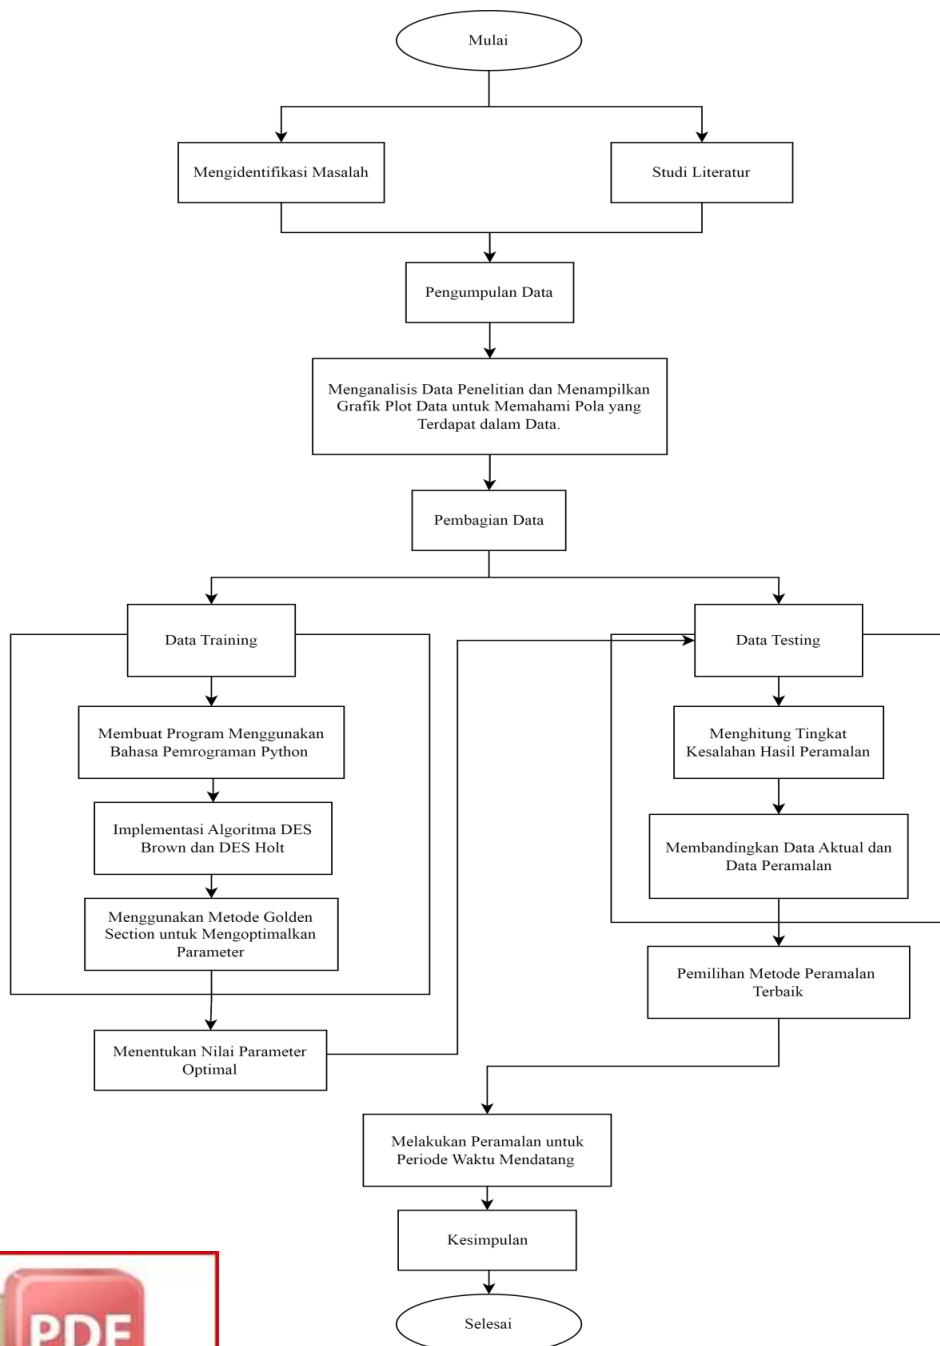 Mulai
Mengidentifikasi Masalah
Studi Literatur
Pengumpulan Data
Menganalisis Data Penelitian dan Menampilkan
Grafik Plot Data untuk Memahami Pola yang
Terdapat dalam Data.
Pembagian Data
Data Training
Membuat Program Menggunakan
Bahasa Pemrograman Python
Implementasi Algoritma DES
Brown dan DES Holt
Menggunakan Metode Golden
Section untuk Mengoptimalkan
Parameter
Menentukan Nilai Parameter
Optimal
Data Testing
Menghitung Tingkat
Kesalahan Hasil Peramalan
Membandingkan Data Aktual dan
Data Peramalan
Pemilihan Metode Peramalan
Terbaik
Melakukan Peramalan untuk
Periode Waktu Mendatang
Kesimpulan
Selesai
PDF